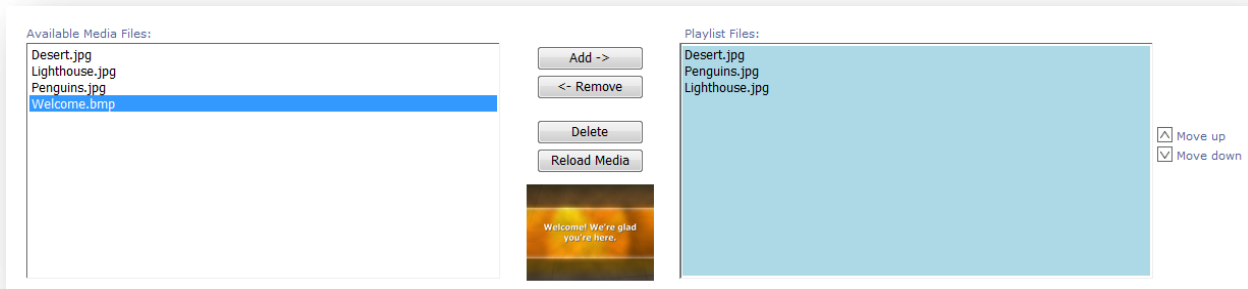 Available Media Files:
Desert.jpg
Lighthouse.jpg
Penguins.jpg
Welcome.bmp
Add ->
<- Remove
Delete
Reload Media
Welcome! We're glad
you're here.
Playlist Files:
Desert.jpg
Penguins.jpg
Lighthouse.jpg
Move up
Move down